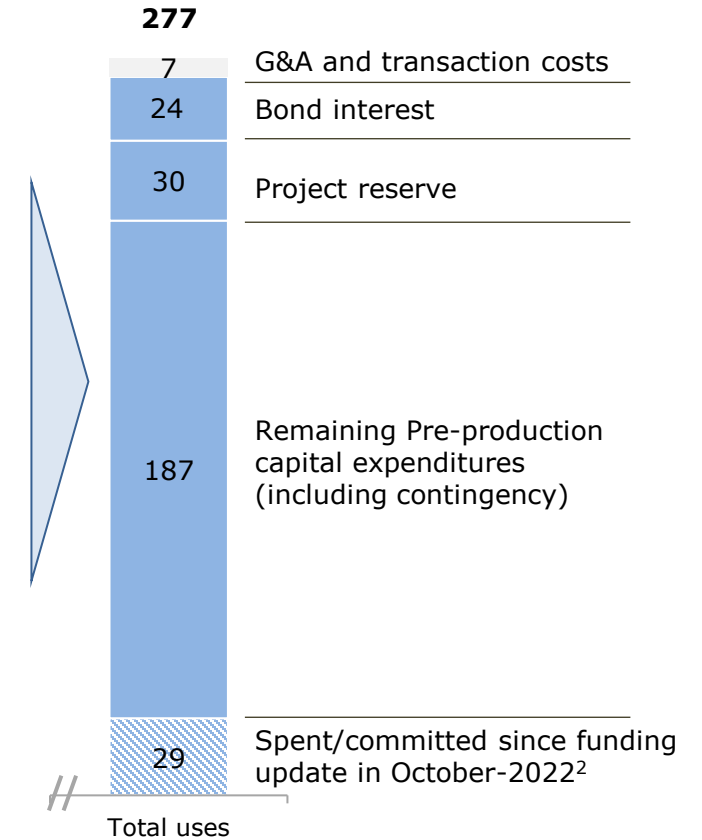 277
7
G&A and transaction costs
24
Bond interest
30
Project reserve
187
Remaining Pre-production
capital expenditures
(including contingency)
29
Spent/committed since funding
update in October-2022²
Total uses